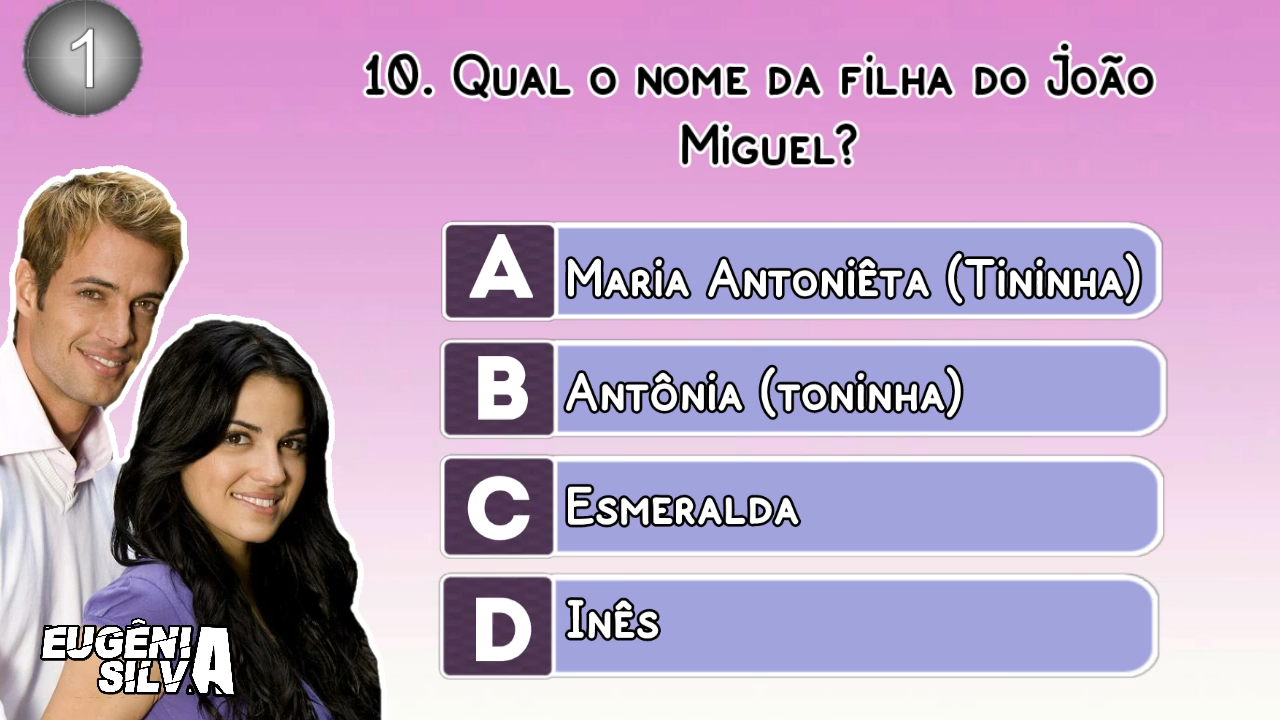 1
10. Qual o nome da filha do João
Miguel?
A Maria Antoniêta (Tininha)
B Antônia (toninha)
C Esmeralda
D Inês
EUGÊNIA
SILVA